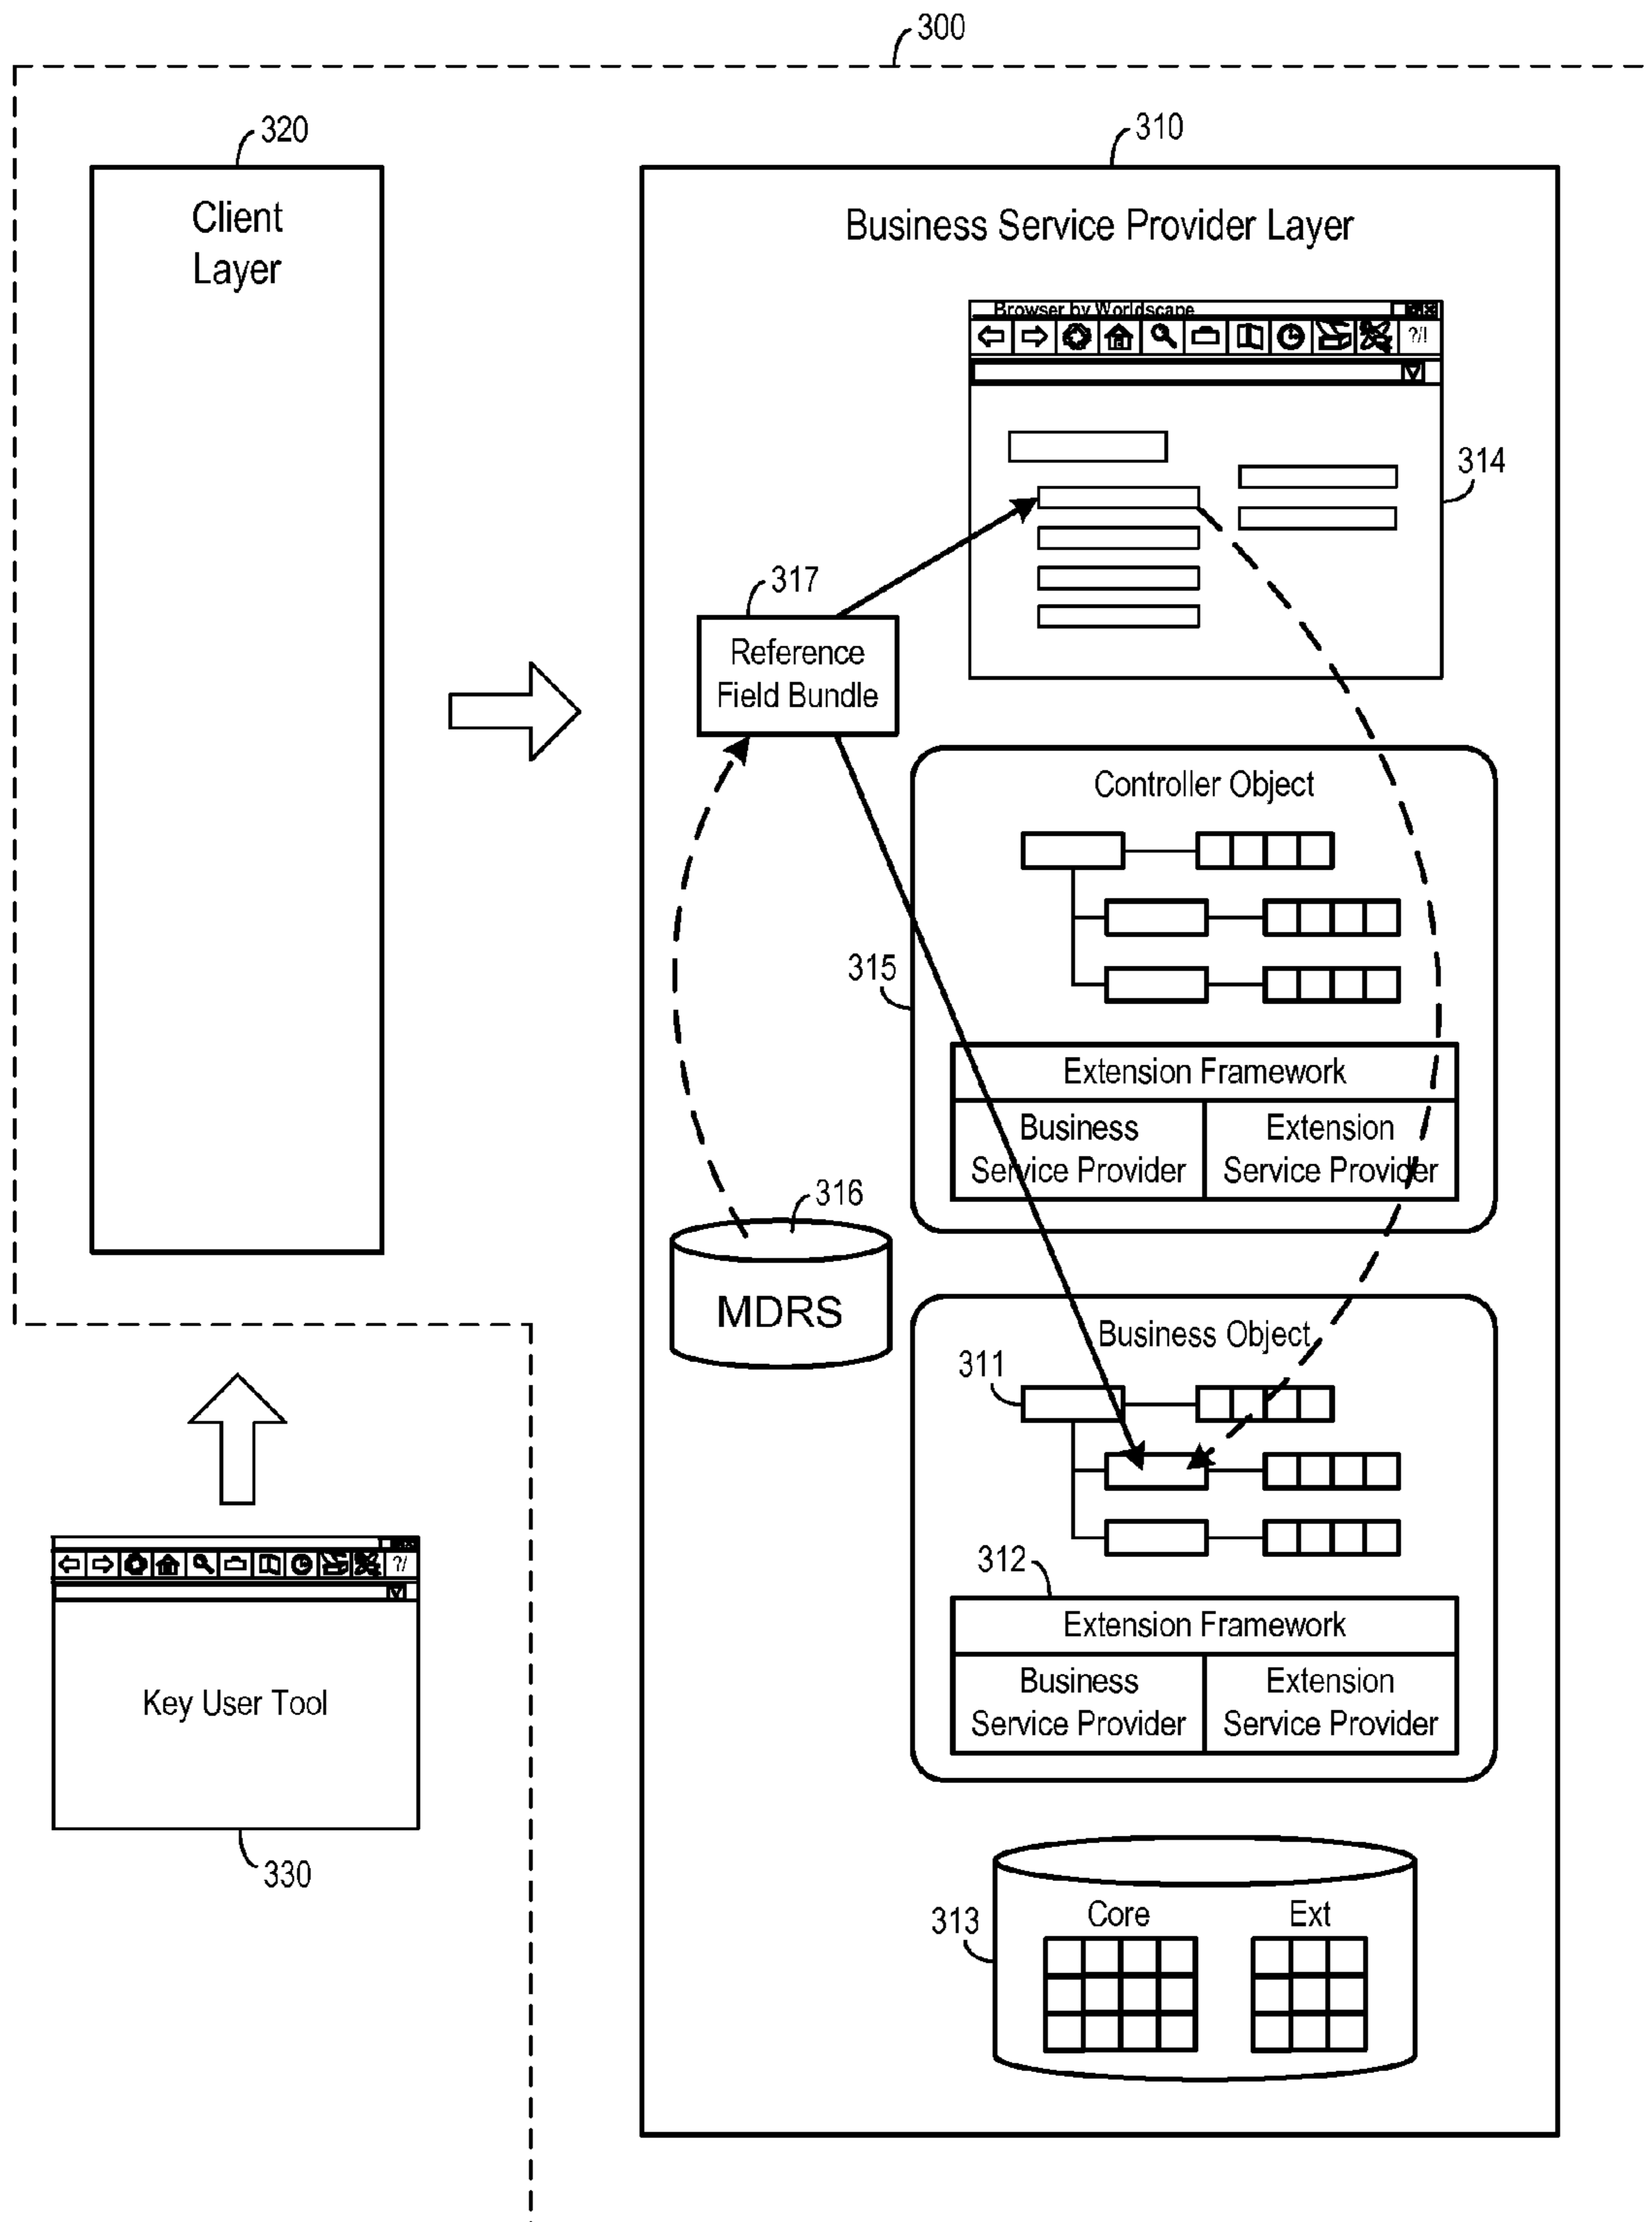 300
320
310
Client
Layer
Business Service Provider Layer
Browser by Worldscape
?/!
314
317
Reference
Field Bundle
Controller Object
315
Extension Framework
Business
Service Provider
Extension
Service Provider
316
MDRS
Business Object
311
312
Extension Framework
Business
Service Provider
Extension
Service Provider
?/
Key User Tool
330
313
Core
Ext